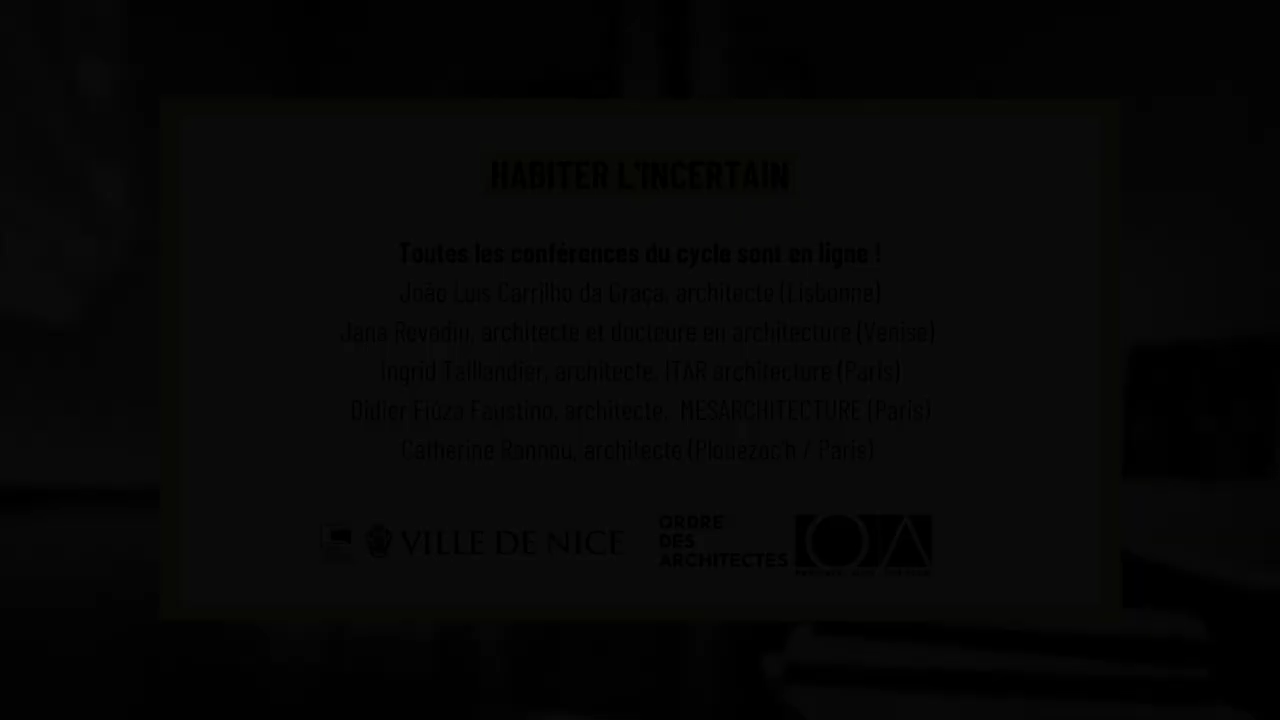 HABITER L'INCERTAIN
Toutes les conférences du cycle sont en ligne !
João Luís Carrilho da Graça, architecte (Lisbonne)
Jana Revedin, architecte et docteure en architecture (Venise)
Ingrid Taillandier, architecte, ITAR architecture (Paris)
Didier Fiúza Faustino, architecte, MESARCHITECTURE (Paris)
Catherine Rannou, architecte (Plouezoc'h / Paris)
VILLE DE NICE
ORDRE
DES
ARCHITECTES